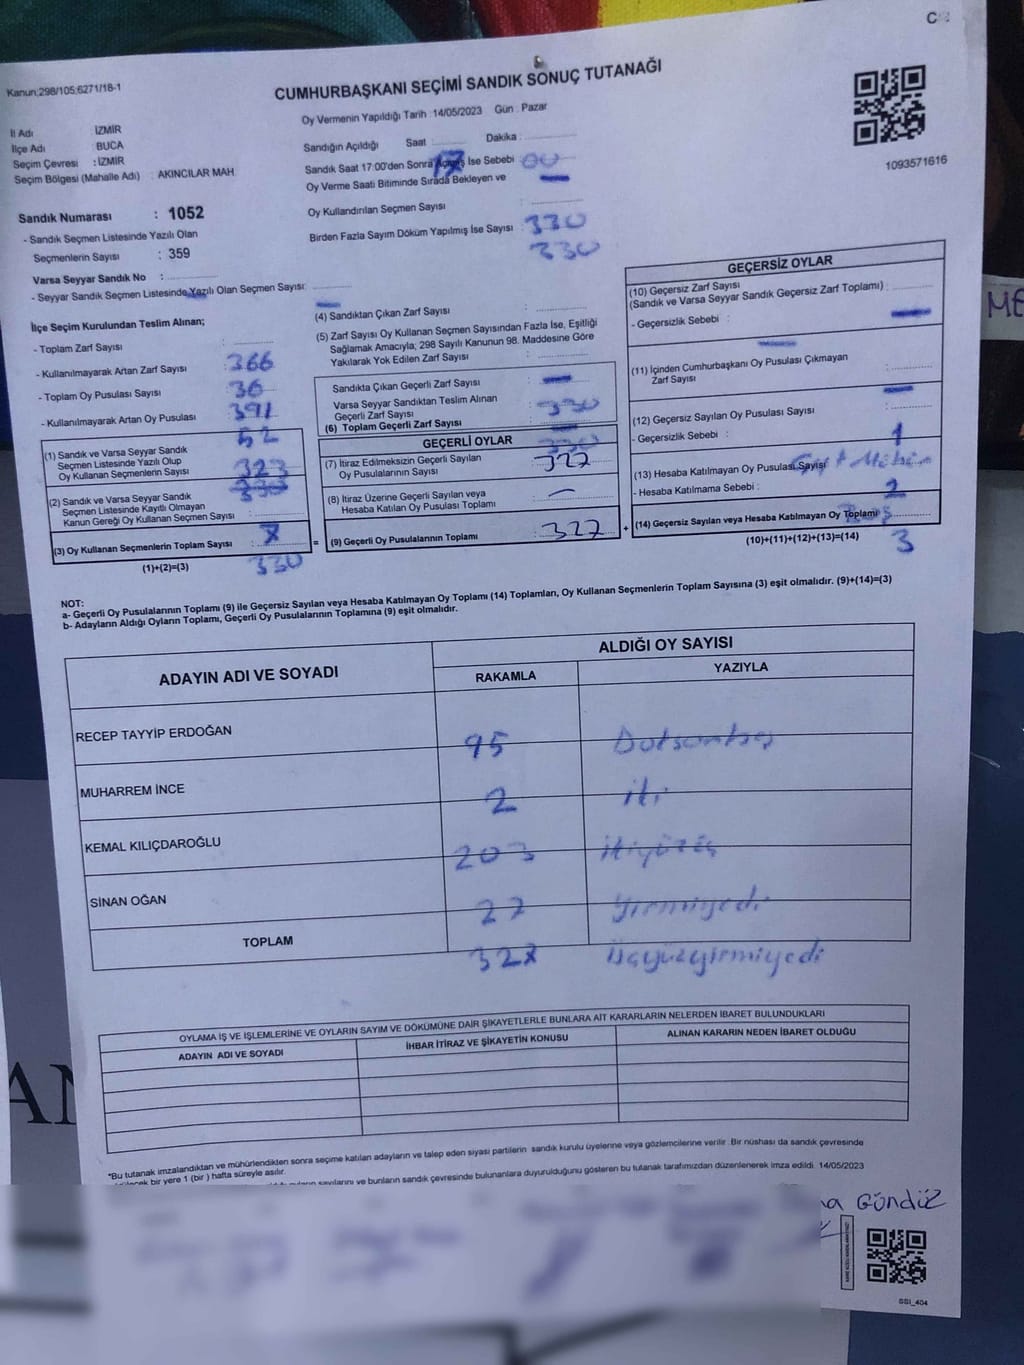 Kanun;298/105;6271/18-1
CUMHURBAŞKANI SEÇİMİ SANDIK SONUÇ TUTANAĞI
Oy Vermenin Yapıldığı Tarih :14/05/2023 Gün : Pazar
İl Adı : İZMİR
İlçe Adı : BUCA
Seçim Çevresi : İZMİR
Seçim Bölgesi (Mahalle Adı) : AKINCILAR MAH.
Sandık Numarası : 1052
- Sandık Seçmen Listesinde Yazılı Olan
Seçmenlerin Sayısı : 359
Varsa Seyyar Sandık No :
- Seyyar Sandık Seçmen Listesinde Yazılı Olan Seçmen Sayısı:
Sandığın Açıldığı Saat Dakika :
17 00
Sandık Saat 17:00'den Sonra Açılmış İse Sebebi :
Oy Verme Saati Bitiminde Sırada Bekleyen ve
Oy Kullandırılan Seçmen Sayısı :
Birden Fazla Sayım Döküm Yapılmış İse Sayısı :
330
330
1093571616
İlçe Seçim Kurulundan Teslim Alınan;
- Toplam Zarf Sayısı :
366
- Kullanılmayarak Artan Zarf Sayısı :
36
- Toplam Oy Pusulası Sayısı :
391
- Kullanılmayarak Artan Oy Pusulası :
52
(1) Sandık ve Varsa Seyyar Sandık
Seçmen Listesinde Yazılı Olup
Oy Kullanan Seçmenlerin Sayısı :
323
(2) Sandık ve Varsa Seyyar Sandık
Seçmen Listesinde Kayıtlı Olmayan
Kanun Gereği Oy Kullanan Seçmen Sayısı :
7
(3) Oy Kullanan Seçmenlerin Toplam Sayısı :
330
(1)+(2)=(3)
(4) Sandıktan Çıkan Zarf Sayısı :
(5) Zarf Sayısı Oy Kullanan Seçmen Sayısından Fazla İse, Eşitliği
Sağlamak Amacıyla; 298 Sayılı Kanunun 98. Maddesine Göre
Yakılarak Yok Edilen Zarf Sayısı :
Sandıkta Çıkan Geçerli Zarf Sayısı :
Varsa Seyyar Sandıktan Teslim Alınan
Geçerli Zarf Sayısı :
330
(6) Toplam Geçerli Zarf Sayısı :
330
=
GEÇERLİ OYLAR
(7) İtiraz Edilmeksizin Geçerli Sayılan
Oy Pusulalarının Sayısı : 327
(8) İtiraz Üzerine Geçerli Sayılan veya
Hesaba Katılan Oy Pusulası Toplamı :
(9) Geçerli Oy Pusulalarının Toplamı : 327
+
GEÇERSİZ OYLAR
(10) Geçersiz Zarf Sayısı
(Sandık ve Varsa Seyyar Sandık Geçersiz Zarf Toplamı) :
- Geçersizlik Sebebi :
(11) İçinden Cumhurbaşkanı Oy Pusulası Çıkmayan
Zarf Sayısı :
(12) Geçersiz Sayılan Oy Pusulası Sayısı :
1
- Geçersizlik Sebebi :
(13) Hesaba Katılmayan Oy Pusulası Sayısı :
2
- Hesaba Katılmama Sebebi :
(14) Geçersiz Sayılan veya Hesaba Katılmayan Oy Toplamı :
3
(10)+(11)+(12)+(13)=(14)
NOT:
a- Geçerli Oy Pusulalarının Toplamı (9) ile Geçersiz Sayılan veya Hesaba Katılmayan Oy Toplamı (14) Toplamları, Oy Kullanan Seçmenlerin Toplam Sayısına (3) eşit olmalıdır. (9)+(14)=(3)
b- Adayların Aldığı Oyların Toplamı, Geçerli Oy Pusulalarının Toplamına (9) eşit olmalıdır.
ADAYIN ADI VE SOYADI
ALDIĞI OY SAYISI
RAKAMLA YAZIYLA
RECEP TAYYİP ERDOĞAN
95
MUHARREM İNCE
2 iki
KEMAL KILIÇDAROĞLU
203 ikiyüzüç
SİNAN OĞAN
27 yirmiyedi
TOPLAM
327 Üçyüzyirmiyedi
OYLAMA İŞ VE İŞLEMLERİNE VE OYLARIN SAYIM VE DÖKÜMÜNE DAİR ŞİKAYETLERLE BUNLARA AİT KARARLARIN NELERDEN İBARET BULUNDUKLARI
ADAYIN ADI VE SOYADI
İHBAR İTİRAZ VE ŞİKAYETİN KONUSU
ALINAN KARARIN NEDEN İBARET OLDUĞU
*Bu tutanak imzalandıktan ve mühürlendikten sonra seçime katılan adayların ve talep eden siyasi partilerin sandık kurulu üyelerine veya gözlemcilerine verilir .Bir nüshası da sandık çevresinde
bir yere 1 (bir ) hafta süreyle asılır.
sayılarını ve bunların sandık çevresinde bulunanlara duyurulduğunu gösteren bu tutanak tarafımızdan düzenlenerek imza edildi. 14/05/2023
GÜNDÜZ
SSI_404